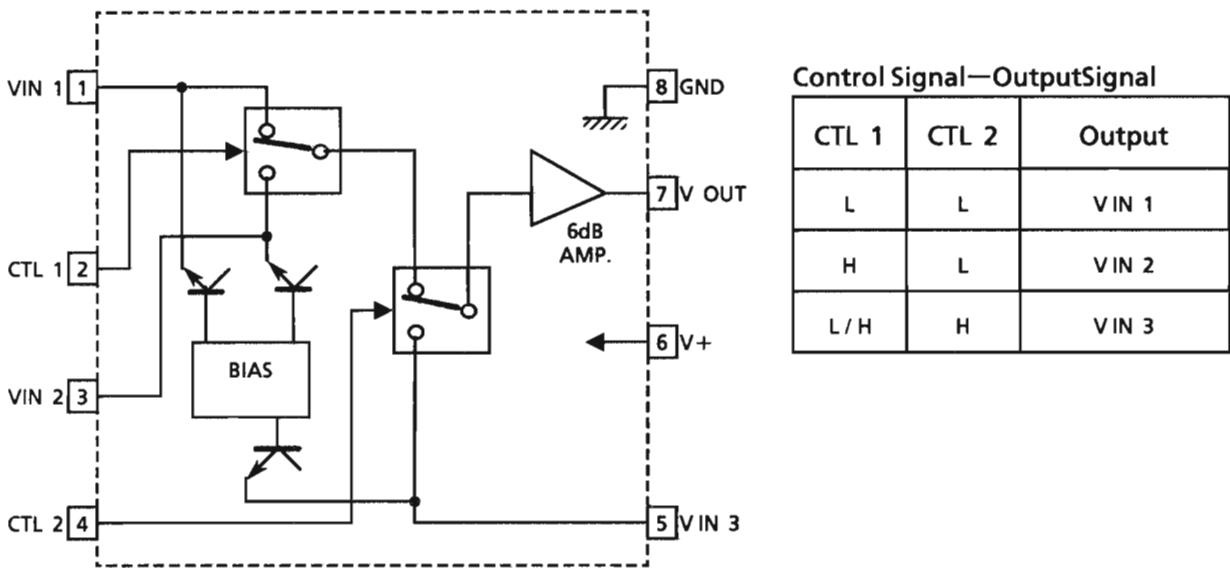 VIN 1 1
CTL 1 2
VIN 2 3
CTL 2 4
BIAS
6dB
AMP.
8 GND
7 V OUT
6 V+
5 V IN 3
Control Signal—OutputSignal
CTL 1 CTL 2 Output
L L V IN 1
H L V IN 2
L / H H V IN 3